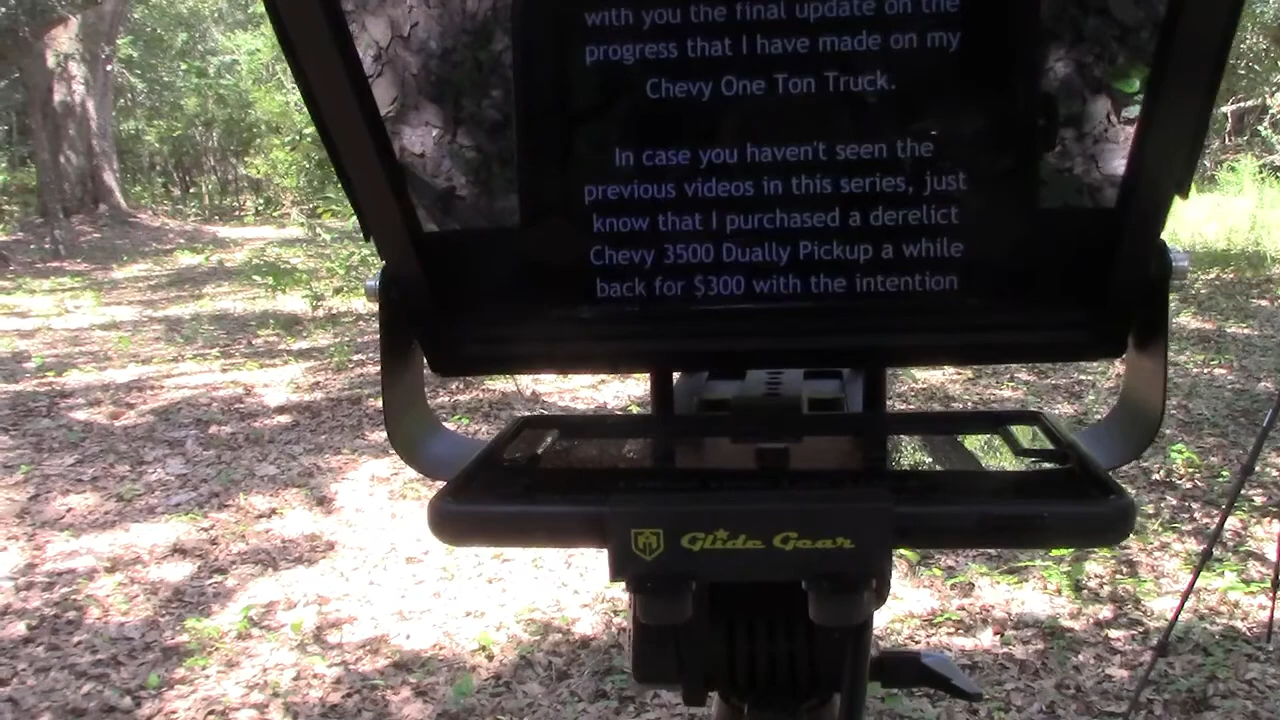 with you the final update on the
progress that I have made on my
Chevy One Ton Truck.
In case you haven't seen the
previous videos in this series, just
know that I purchased a derelict
Chevy 3500 Dually Pickup a while
back for $300 with the intention
Glide Gear